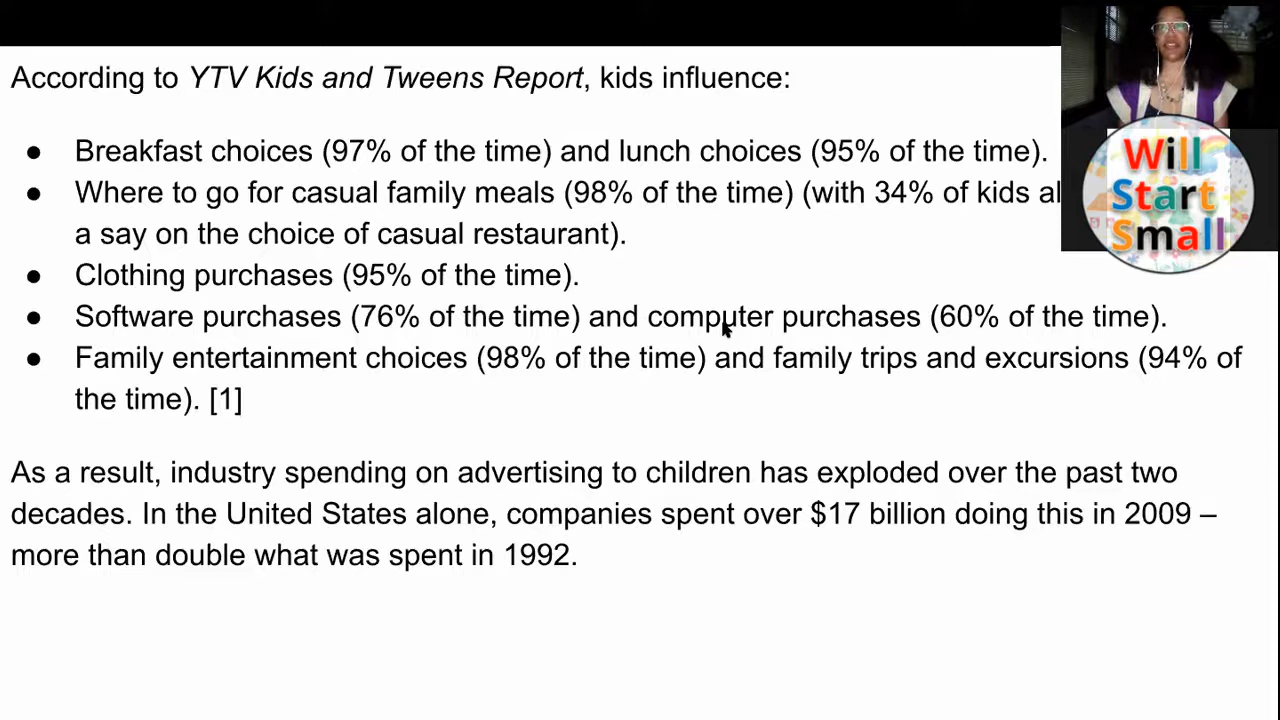 According to YTV Kids and Tweens Report, kids influence:
● Breakfast choices (97% of the time) and lunch choices (95% of the time).
● Where to go for casual family meals (98% of the time) (with 34% of kids
a say on the choice of casual restaurant).
● Clothing purchases (95% of the time).
● Software purchases (76% of the time) and computer purchases (60% of the time).
● Family entertainment choices (98% of the time) and family trips and excursions (94% of
the time). [1]
As a result, industry spending on advertising to children has exploded over the past two
decades. In the United States alone, companies spent over $17 billion doing this in 2009 –
more than double what was spent in 1992.
Will
Start
Small